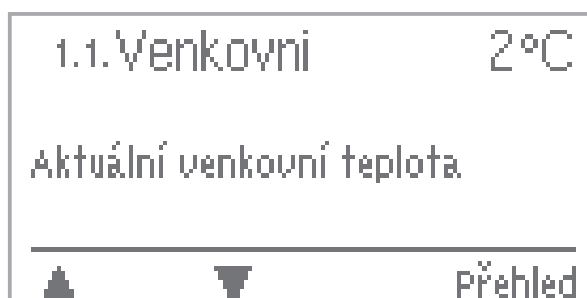 1.1. Venkovni 2°C
Aktuální venkovní teplota
▲ ▼ Přehled